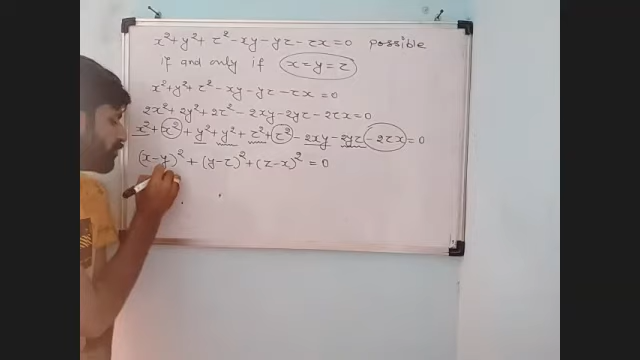 x² + y² + z² - xy - yz - zx = 0 possible
if and only if x = y = z
x² + y² + z² - xy - yz - zx = 0
2x² + 2y² + 2z² - 2xy - 2yz - 2zx = 0
x² + x² + y² + y² + z² + z² - 2xy - 2yz - 2zx = 0
(x-y)² + (y-z)² + (z-x)² = 0